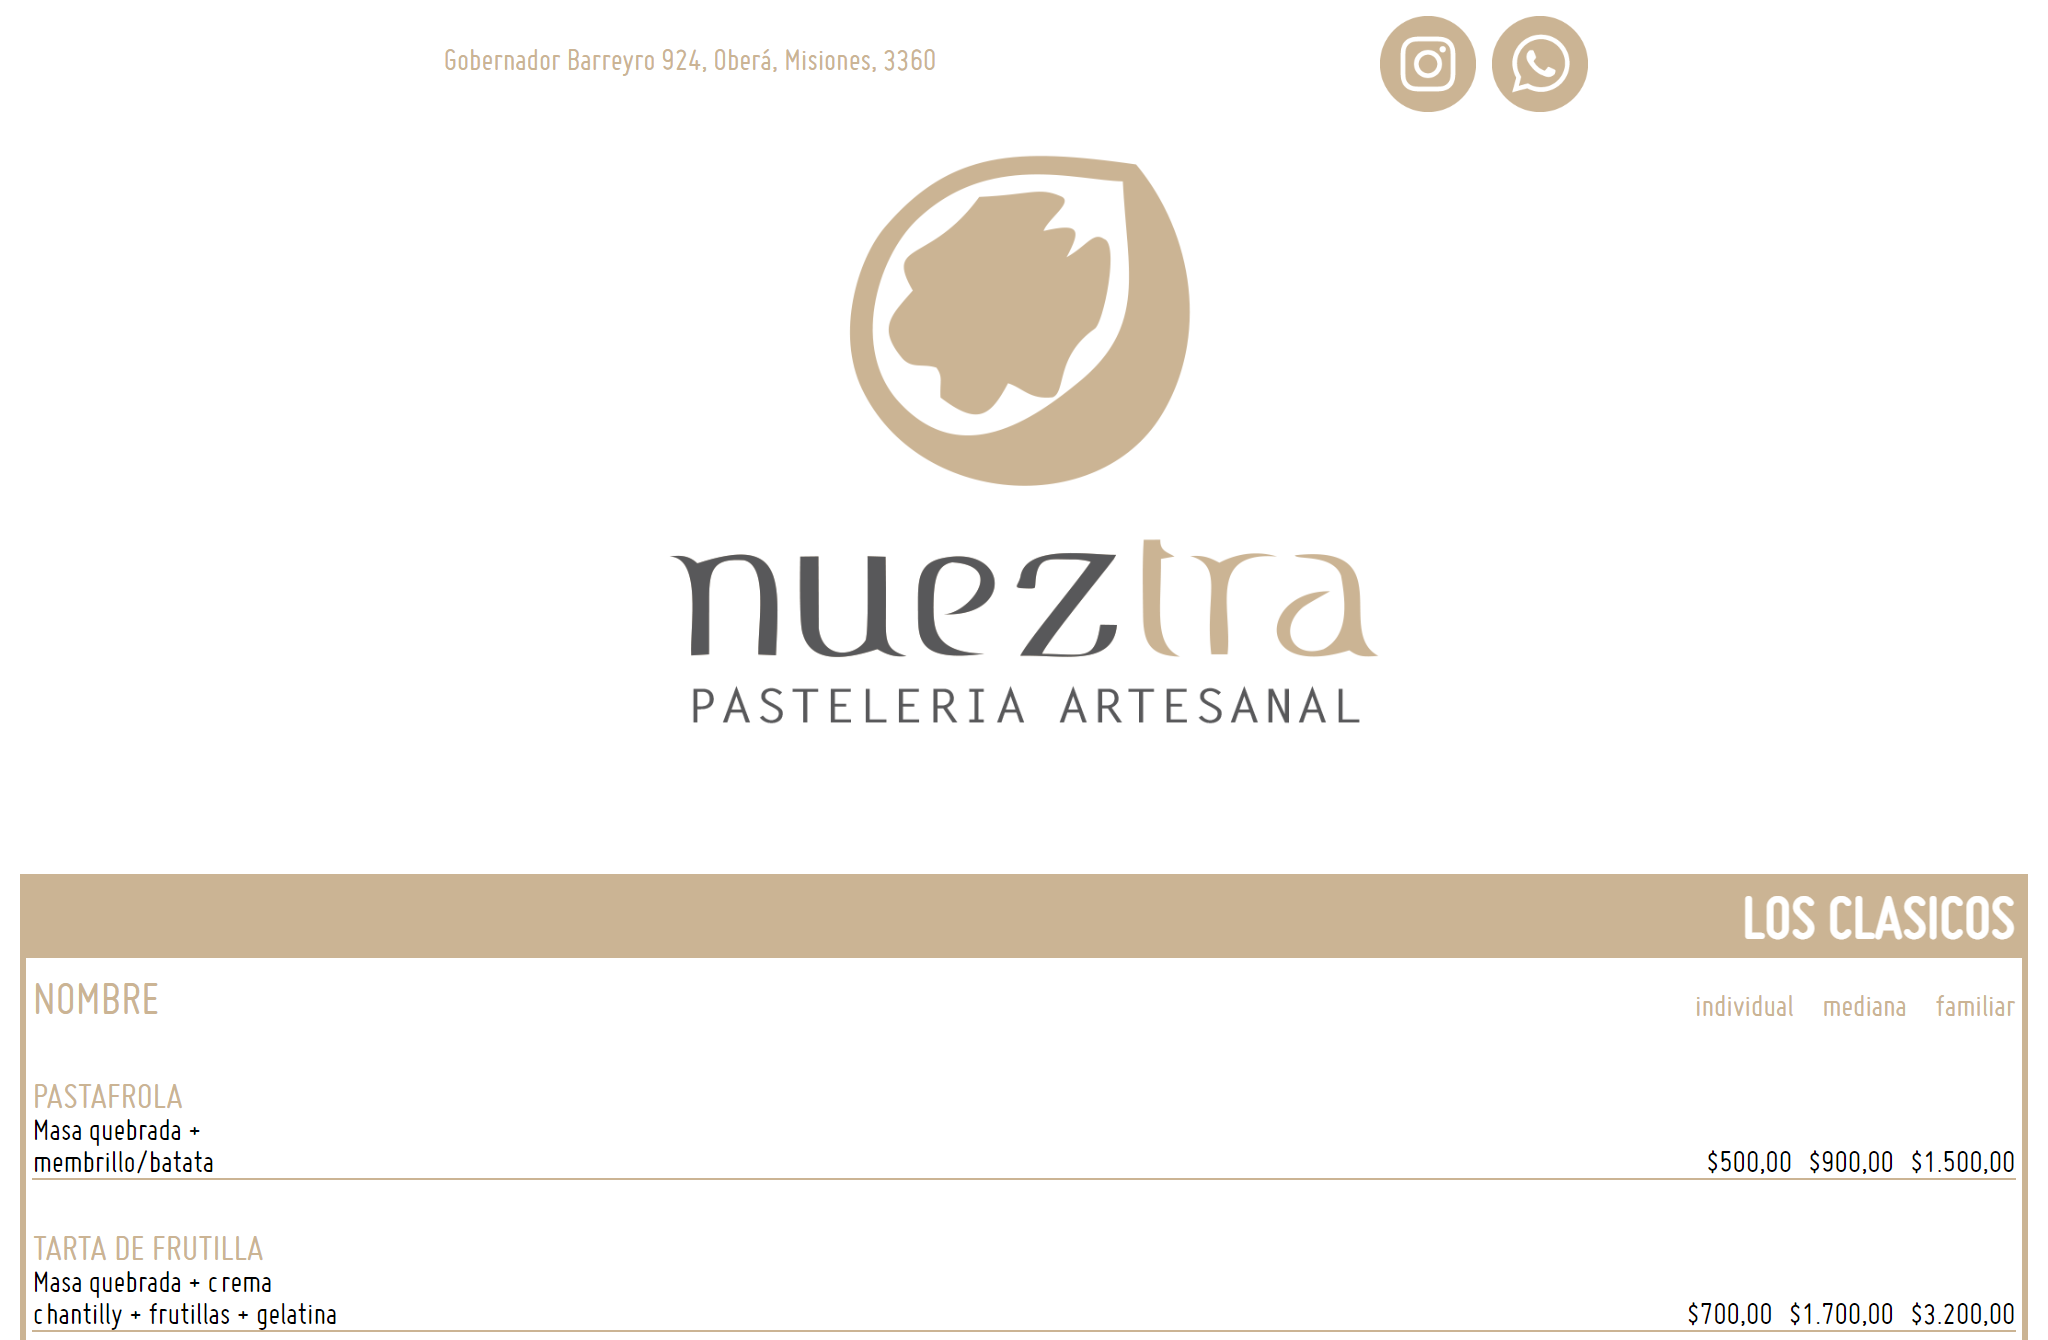 Gobernador Barreyro 924, Oberá, Misiones, 3360
nueztra
PASTELERIA ARTESANAL
LOS CLASICOS
NOMBRE individual mediana familiar
PASTAFROLA
Masa quebrada +
membrillo/batata $500,00 $900,00 $1.500,00
TARTA DE FRUTILLA
Masa quebrada + crema
chantilly + frutillas + gelatina $700,00 $1.700,00 $3.200,00